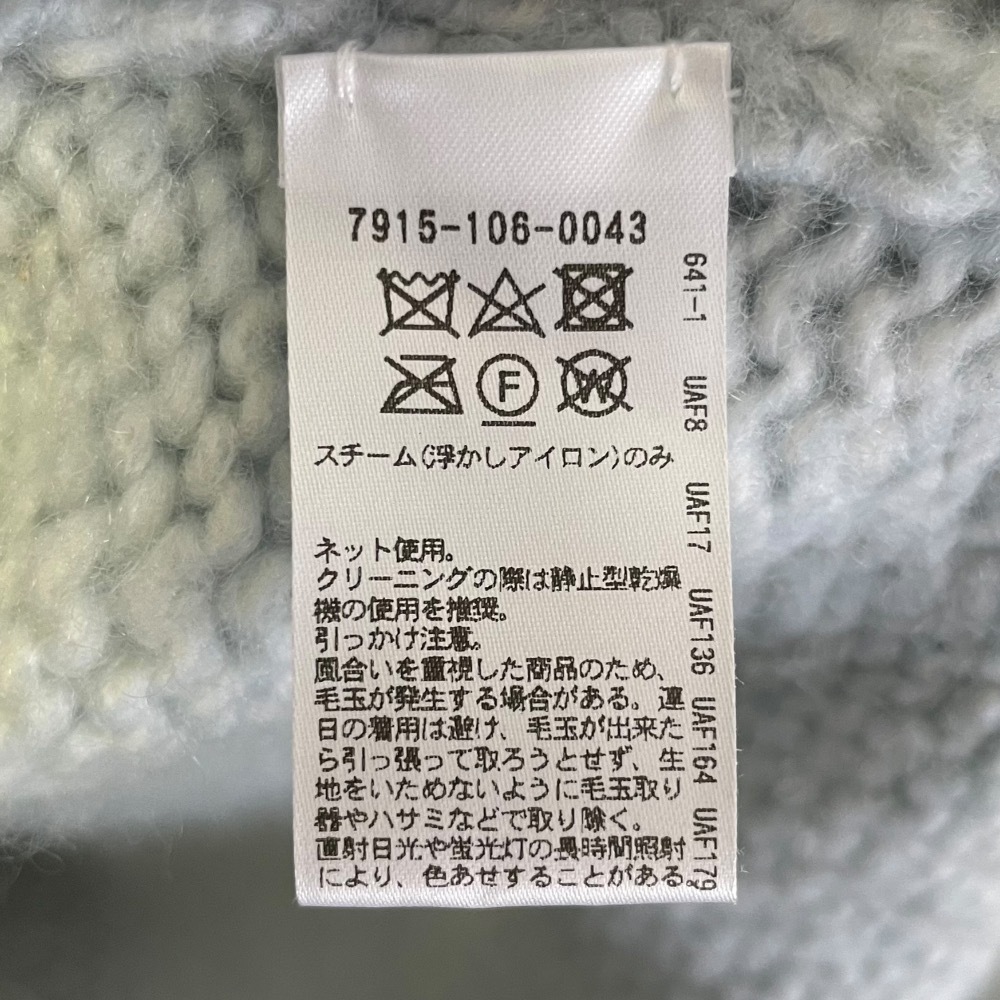 7915-106-0043
F
W
スチーム(浮かしアイロン)のみ
ネット使用。
クリーニングの際は静止型乾燥
機の使用を推奨。
引っかけ注意。
風合いを重視した商品のため、
毛玉が発生する場合がある。連
日の着用は避け、毛玉が出来た
ら引っ張って取ろうとせず、生
地をいためないように毛玉取り
器やハサミなどで取り除く。
直射日光や蛍光灯の長時間照射
により、色あせすることがある。
641-1 UAF8 UAF17 UAF136 UAF164 UAF179